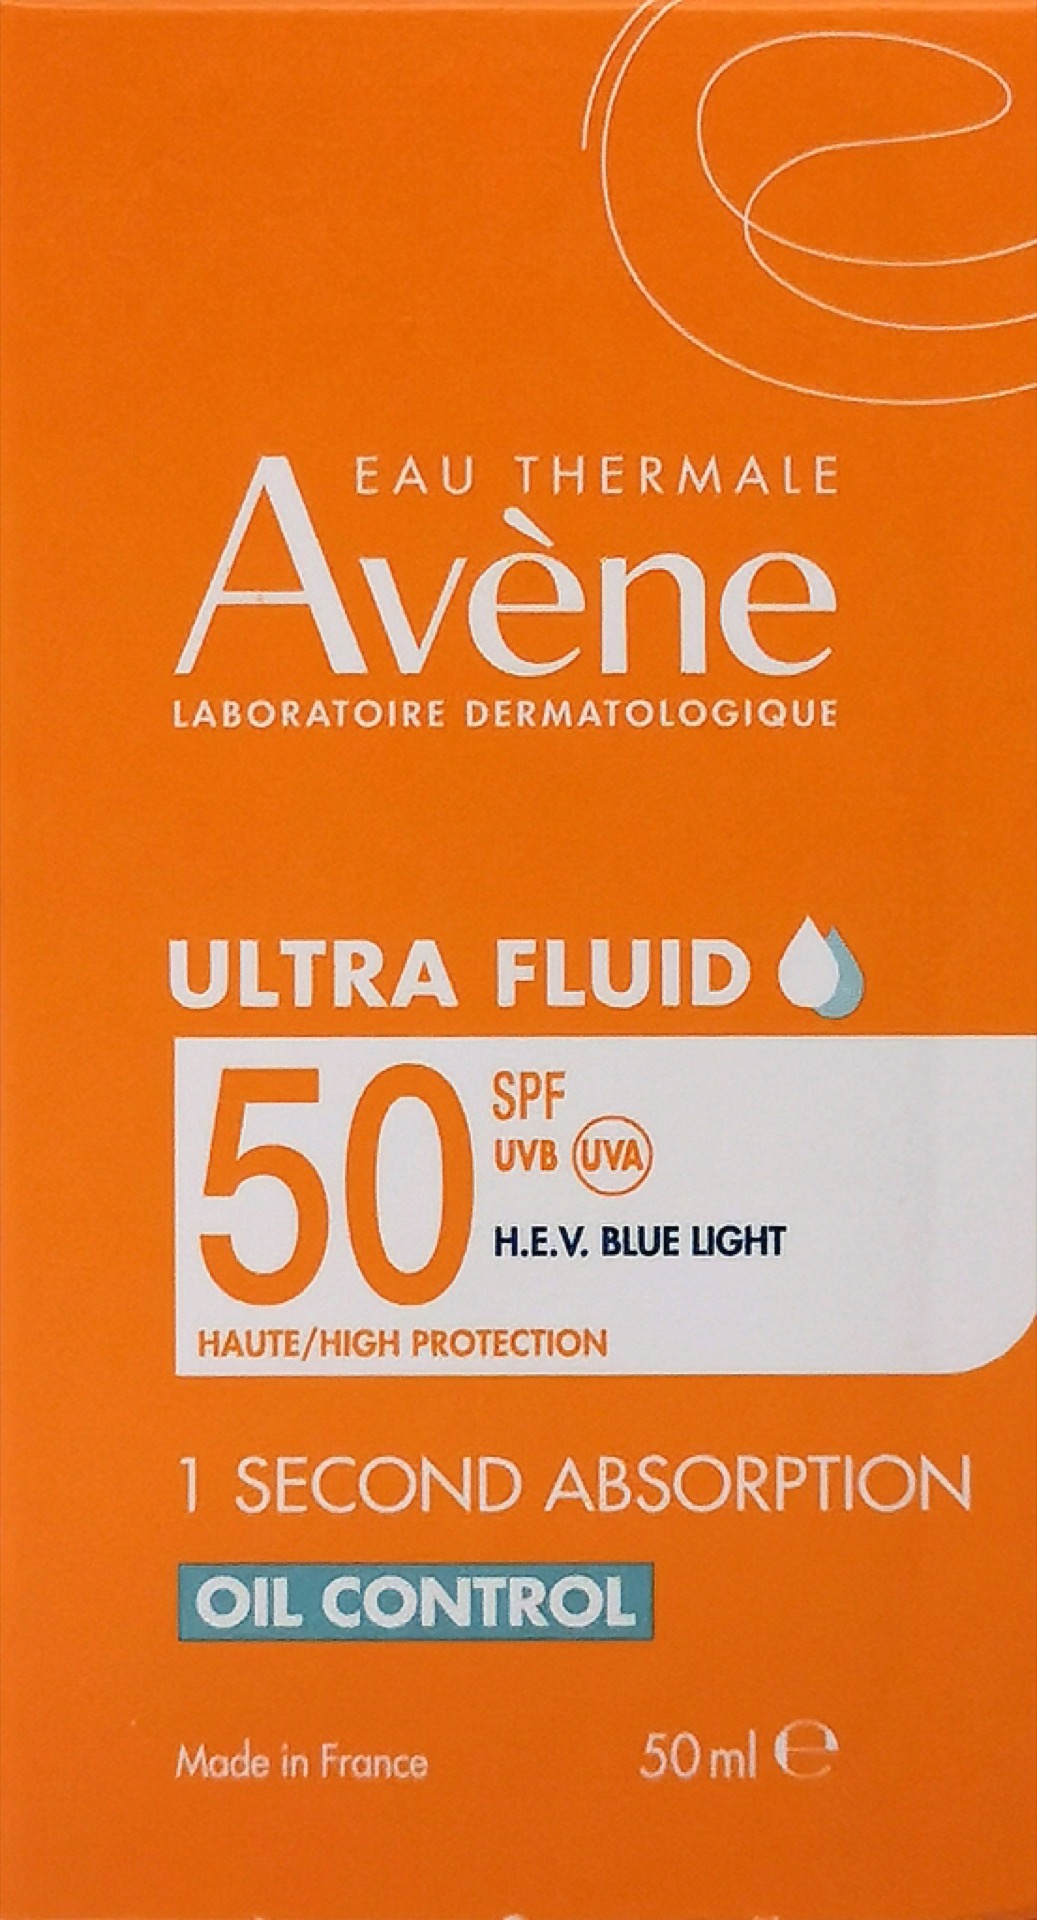 EAU THERMALE
Avène
LABORATOIRE DERMATOLOGIQUE
ULTRA FLUID
50 SPF
UVB UVA
H.E.V. BLUE LIGHT
HAUTE/HIGH PROTECTION
1 SECOND ABSORPTION
OIL CONTROL
Made in France 50 ml ℮